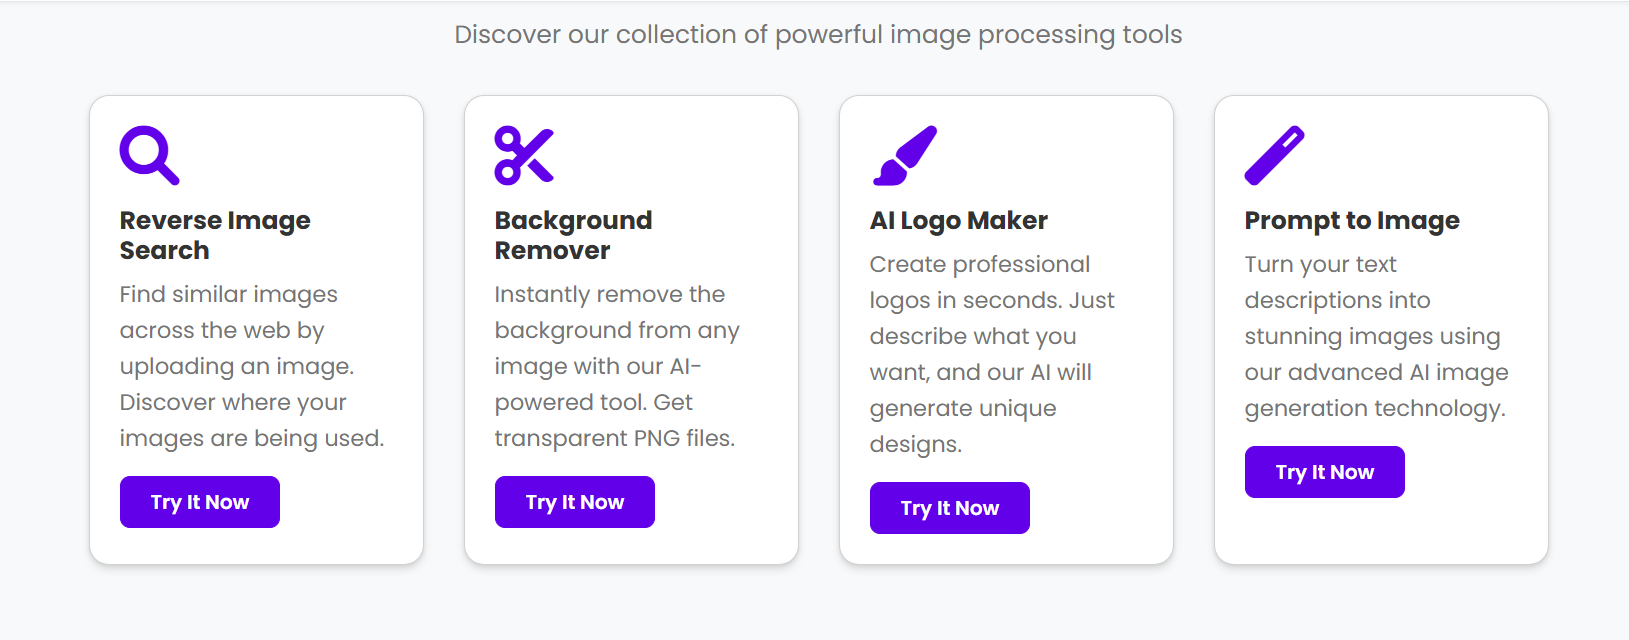 Discover our collection of powerful image processing tools
Reverse Image
Search
Find similar images
across the web by
uploading an image.
Discover where your
images are being used.
Try It Now
Background
Remover
Instantly remove the
background from any
image with our AI-
powered tool. Get
transparent PNG files.
Try It Now
AI Logo Maker
Create professional
logos in seconds. Just
describe what you
want, and our AI will
generate unique
designs.
Try It Now
Prompt to Image
Turn your text
descriptions into
stunning images using
our advanced AI image
generation technology.
Try It Now